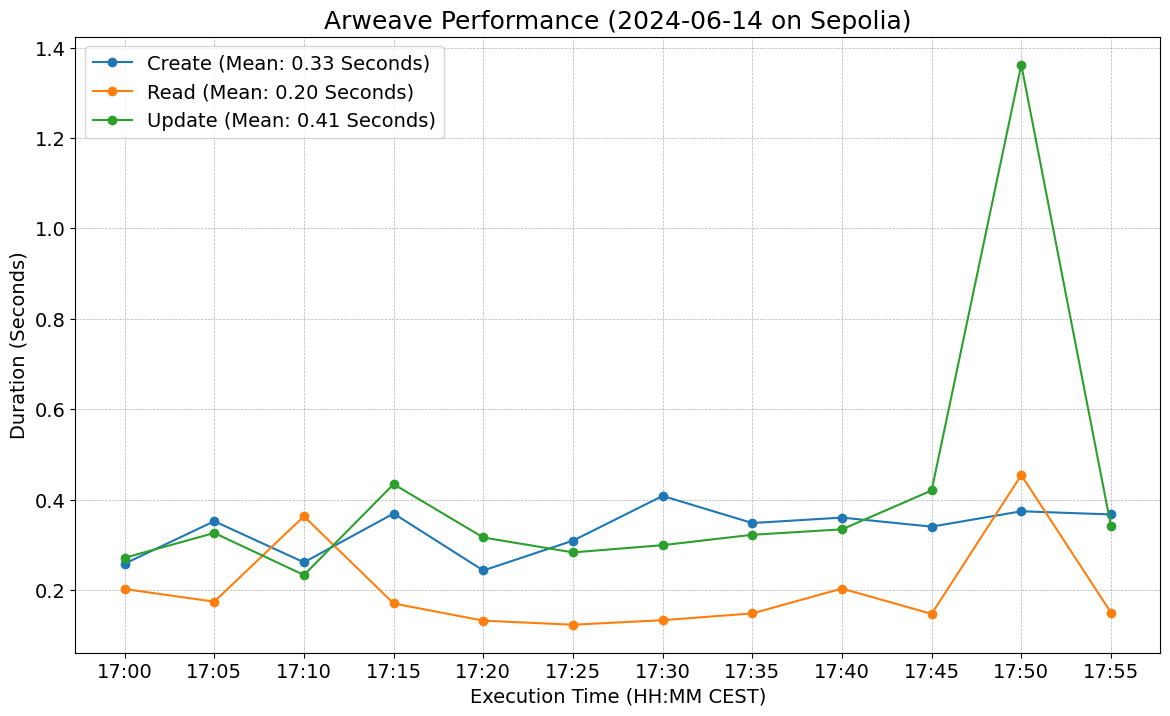 Arweave Performance (2024-06-14 on Sepolia)
Create (Mean: 0.33 Seconds)
Read (Mean: 0.20 Seconds)
Update (Mean: 0.41 Seconds)
Duration (Seconds)
1.4
1.2
1.0
0.8
0.6
0.4
0.2
17:00 17:05 17:10 17:15 17:20 17:25 17:30 17:35 17:40 17:45 17:50 17:55
Execution Time (HH:MM CEST)